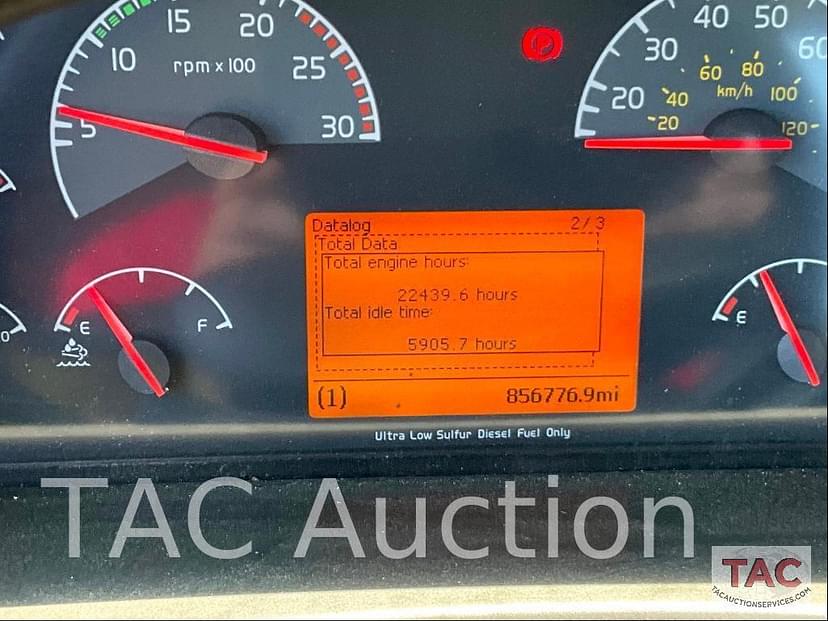 15
20
10
rpm x 100
25
5
30
40
50
30
60
60
80
20
40
km/h
100
20
120
Datalog 2/3
Total Data
Total engine hours:
22439.6 hours
Total idle time:
5905.7 hours
(1) 856776.9mi
E
F
E
0
Ultra Low Sulfur Diesel Fuel Only
TAC Auction
TAC
TACAUCTIONSERVICES.COM